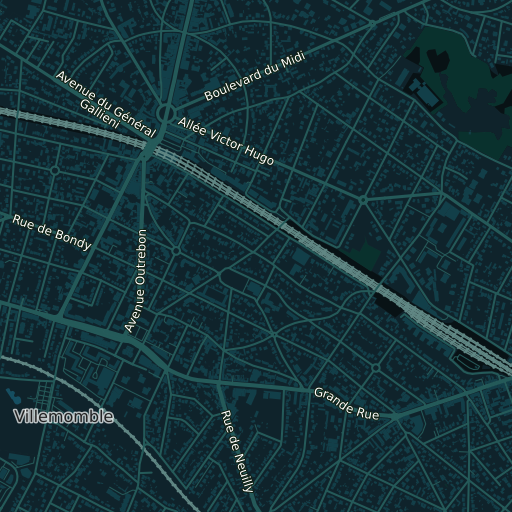 Boulevard du Midi
Avenue du Général
Gallieni
Allée Victor Hugo
Rue de Bondy
Avenue Outrebon
Grande Rue
Villemomble
Rue de Neuilly